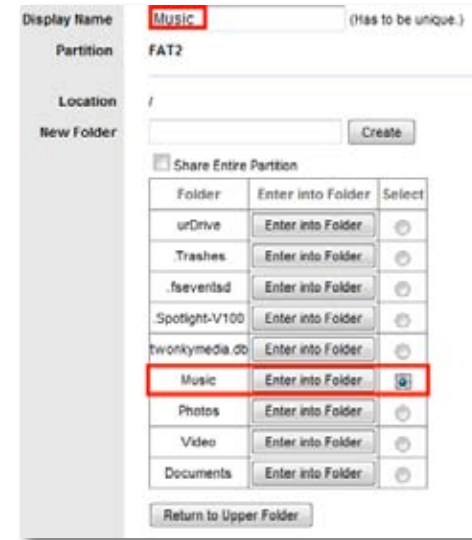 Display Name Music (Has to be unique.)
Partition FAT2
Location /
New Folder Create
Share Entire Partition
Folder Enter into Folder Select
urDrive Enter into Folder
.Trashes Enter into Folder
.fseventsd Enter into Folder
.Spotlight-V100 Enter into Folder
twonkymedia.db Enter into Folder
Music Enter into Folder
Photos Enter into Folder
Video Enter into Folder
Documents Enter into Folder
Return to Upper Folder